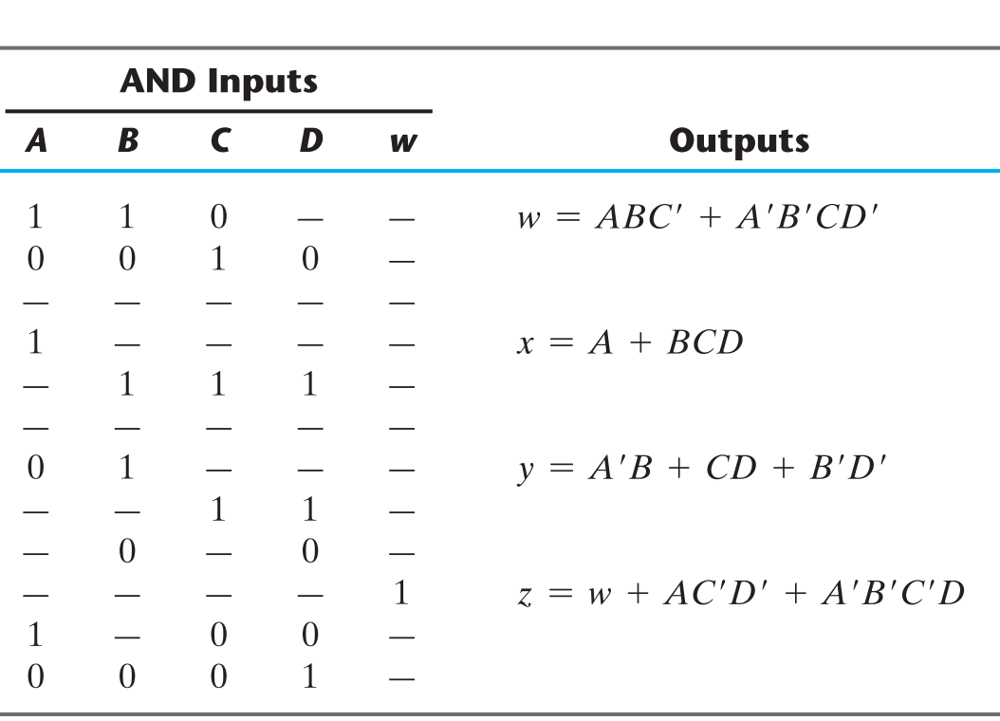 AND Inputs
A B C D w Outputs
1 1 0 — — w = ABC′ + A′B′CD′
0 0 1 0 —
— — — — —
1 — — — — x = A + BCD
— 1 1 1 —
— — — — —
0 1 — — — y = A′B + CD + B′D′
— — 1 1 —
— 0 — 0 —
— — — — 1 z = w + AC′D′ + A′B′C′D
1 — 0 0 —
0 0 0 1 —